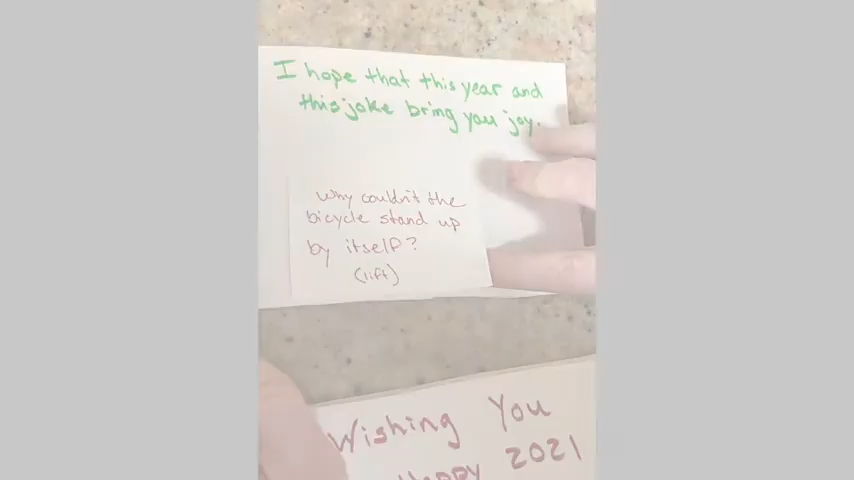 I hope that this year and
this joke bring you joy.
Why couldn't the
bicycle stand up
by itself?
(lift)
Wishing You
Happy 2021